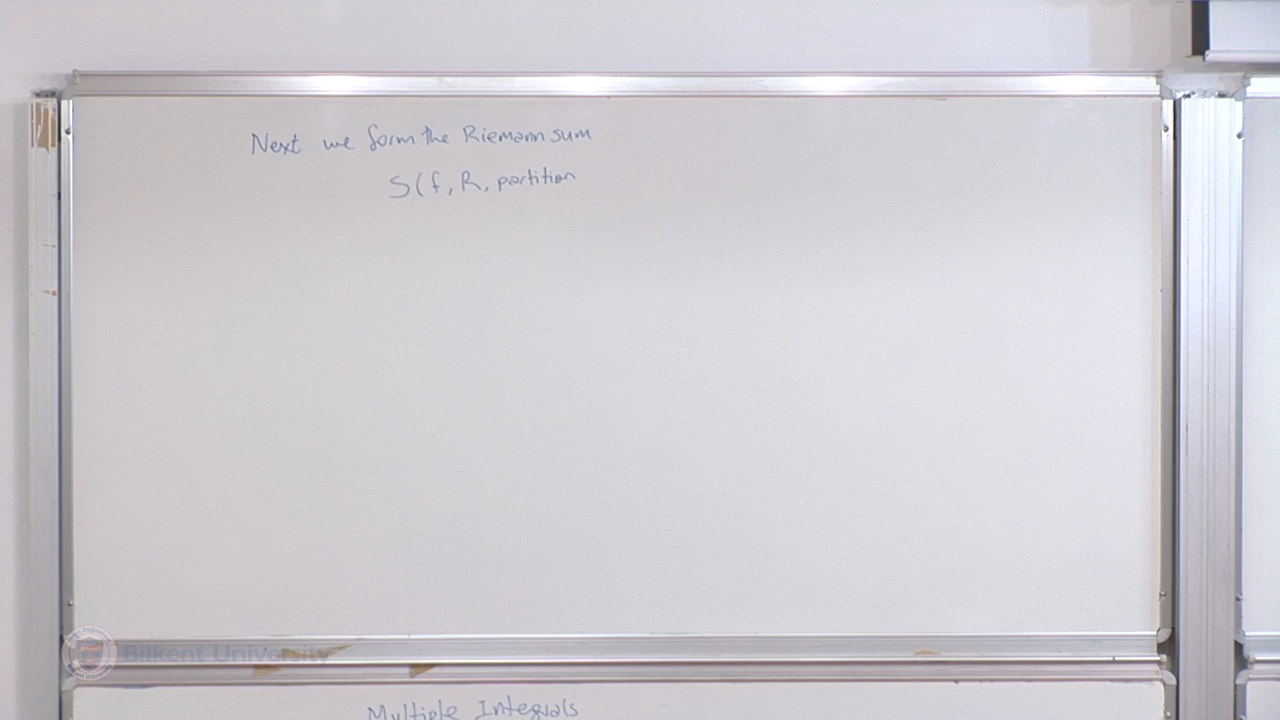 Next we form the Riemann sum
S(f, R, partition
Bilkent University
Multiple Integrals